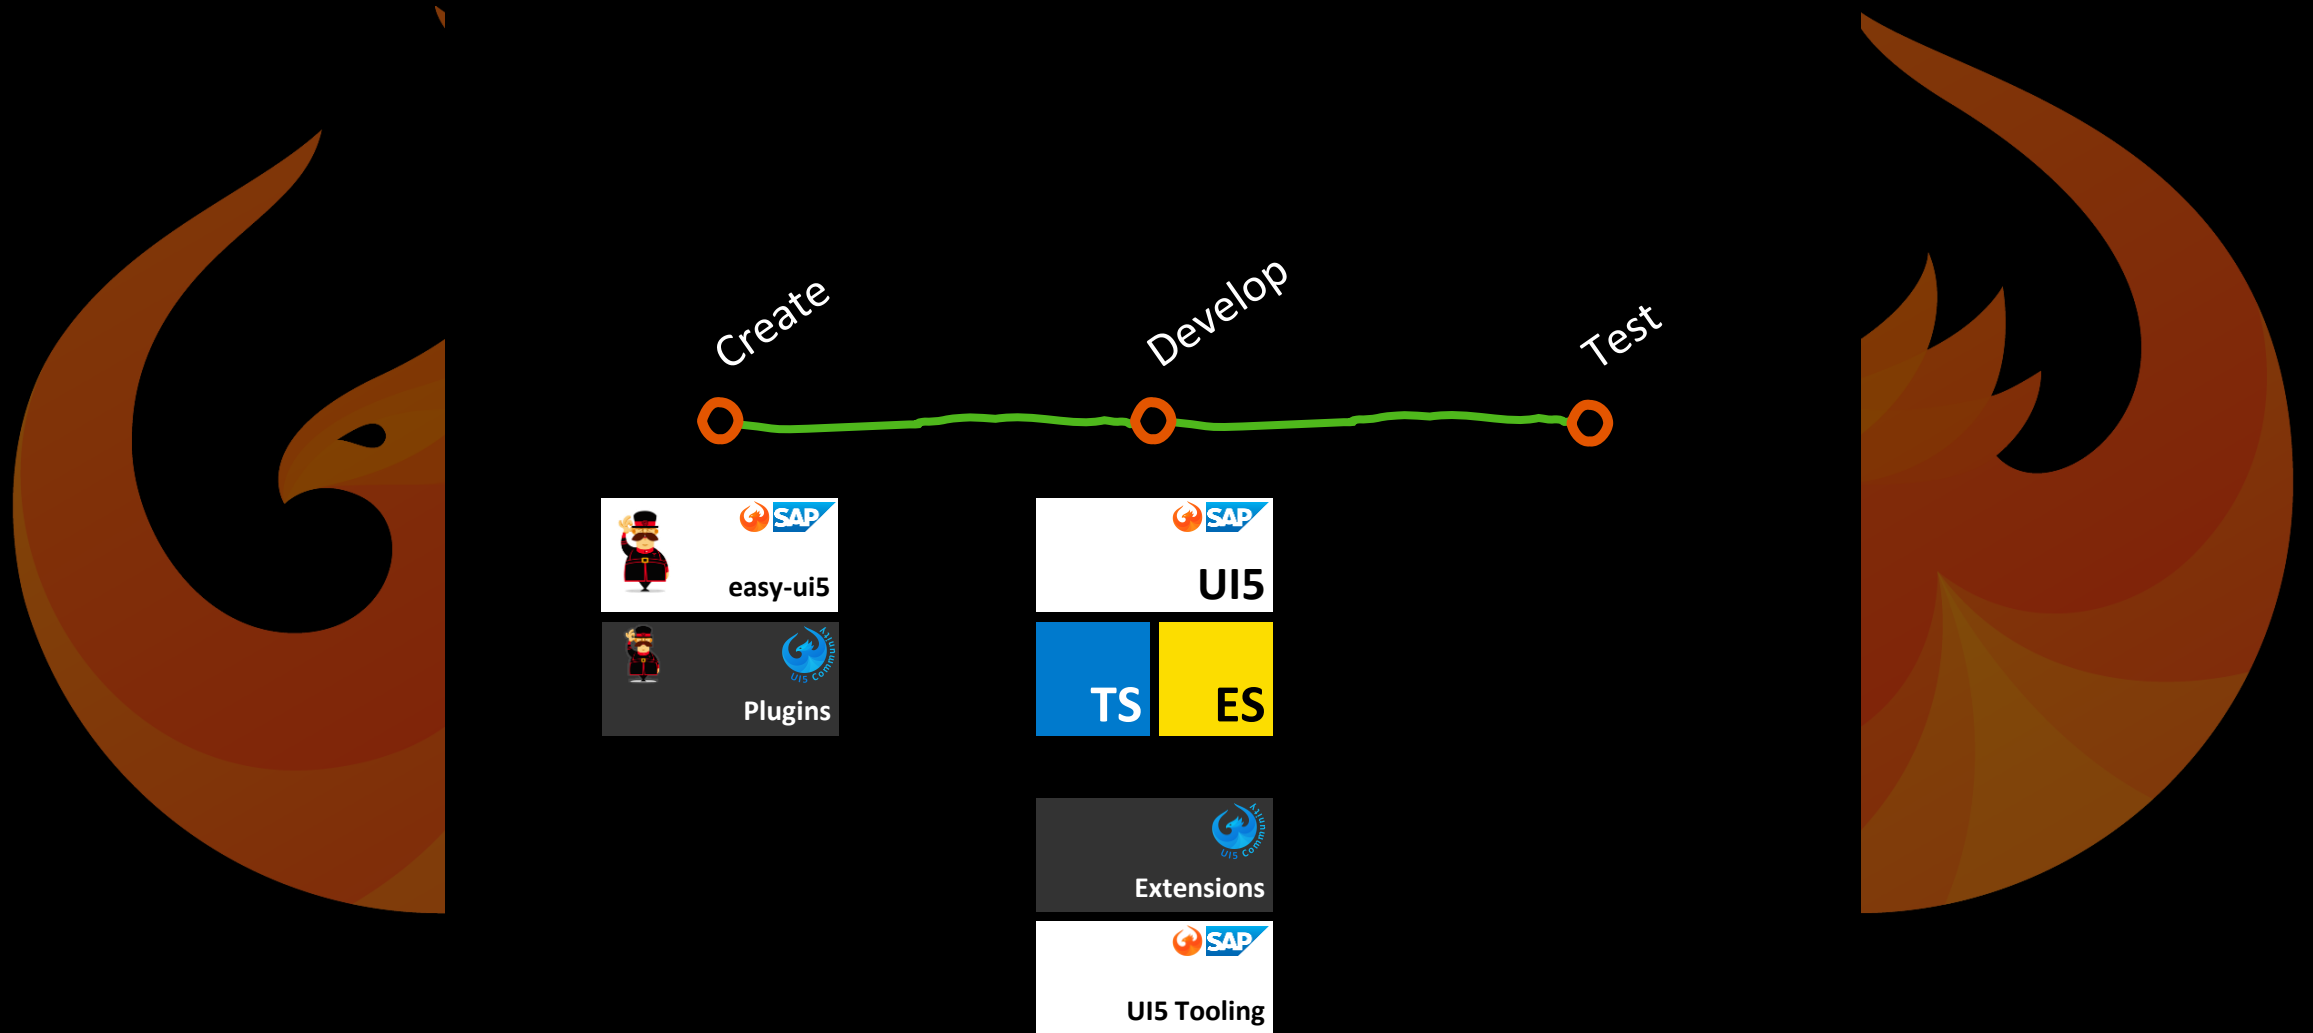 Create
Develop
Test
SAP
easy-ui5
SAP
UI5
UI5 Community
Plugins
TS
ES
UI5 Community
Extensions
SAP
UI5 Tooling